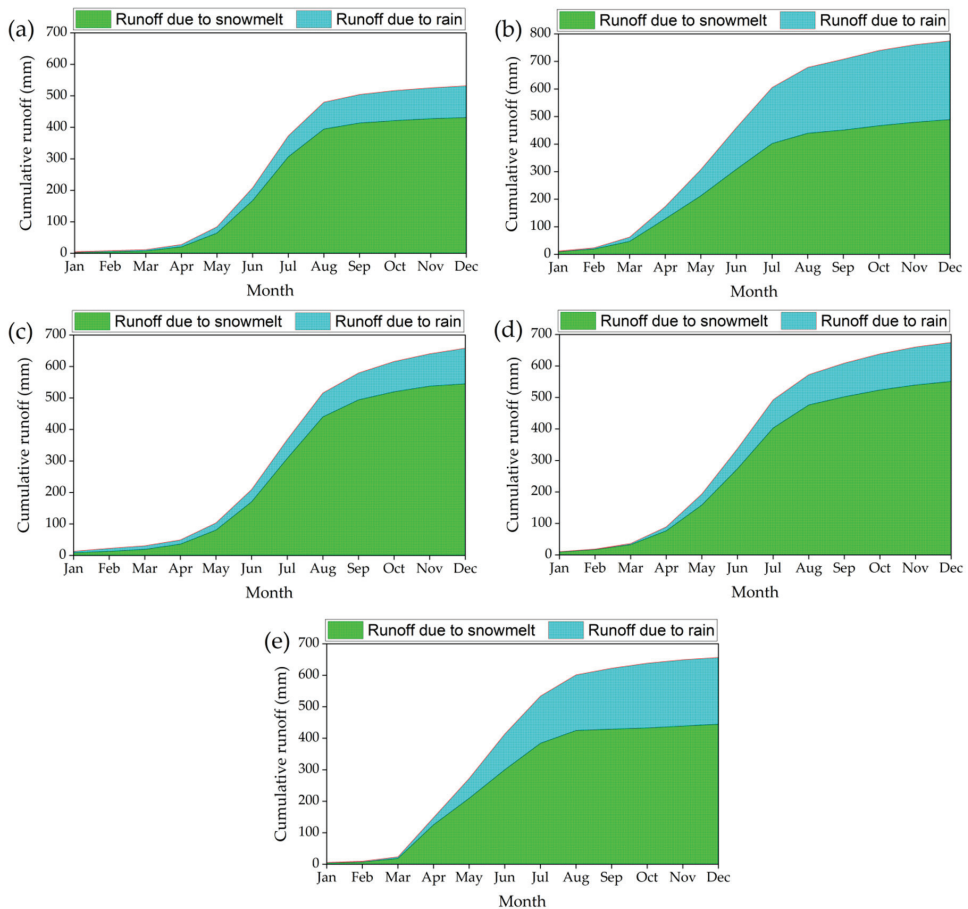 (a)
Runoff due to snowmelt Runoff due to rain
700
600
500
400
300
200
100
0
Cumulative runoff (mm)
Jan Feb Mar Apr May Jun Jul Aug Sep Oct Nov Dec
Month
(b)
Runoff due to snowmelt Runoff due to rain
800
700
600
500
400
300
200
100
0
Cumulative runoff (mm)
Jan Feb Mar Apr May Jun Jul Aug Sep Oct Nov Dec
Month
(c)
Runoff due to snowmelt Runoff due to rain
700
600
500
400
300
200
100
0
Cumulative runoff (mm)
Jan Feb Mar Apr May Jun Jul Aug Sep Oct Nov Dec
Month
(d)
Runoff due to snowmelt Runoff due to rain
700
600
500
400
300
200
100
0
Cumulative runoff (mm)
Jan Feb Mar Apr May Jun Jul Aug Sep Oct Nov Dec
Month
(e)
Runoff due to snowmelt Runoff due to rain
700
600
500
400
300
200
100
0
Cumulative runoff (mm)
Jan Feb Mar Apr May Jun Jul Aug Sep Oct Nov Dec
Month